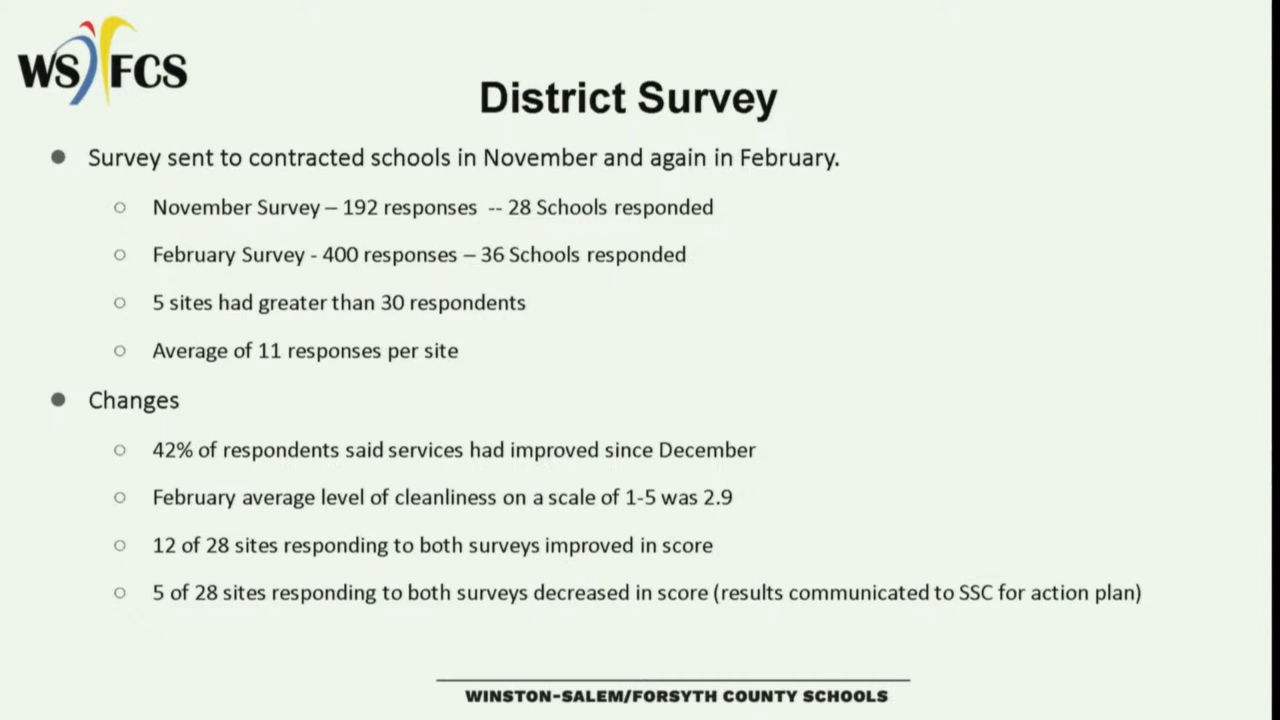 WS/FCS
District Survey
● Survey sent to contracted schools in November and again in February.
○ November Survey – 192 responses -- 28 Schools responded
○ February Survey - 400 responses – 36 Schools responded
○ 5 sites had greater than 30 respondents
○ Average of 11 responses per site
● Changes
○ 42% of respondents said services had improved since December
○ February average level of cleanliness on a scale of 1-5 was 2.9
○ 12 of 28 sites responding to both surveys improved in score
○ 5 of 28 sites responding to both surveys decreased in score (results communicated to SSC for action plan)
WINSTON-SALEM/FORSYTH COUNTY SCHOOLS